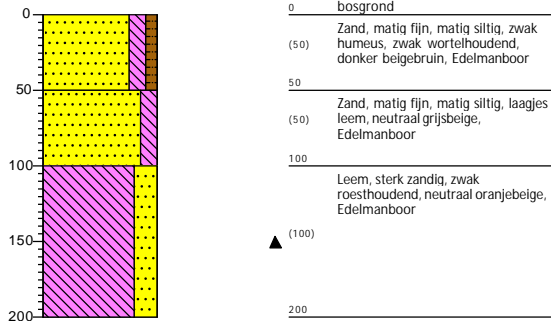 0
50
100
150
200
0 bosgrond
(50)
Zand, matig fijn, matig siltig, zwak
humeus, zwak wortelhoudend,
donker beigebruin, Edelmanboor
50
(50)
Zand, matig fijn, matig siltig, laagjes
leem, neutraal grijsbeige,
Edelmanboor
100
Leem, sterk zandig, zwak
roesthoudend, neutraal oranjebeige,
Edelmanboor
(100)
200